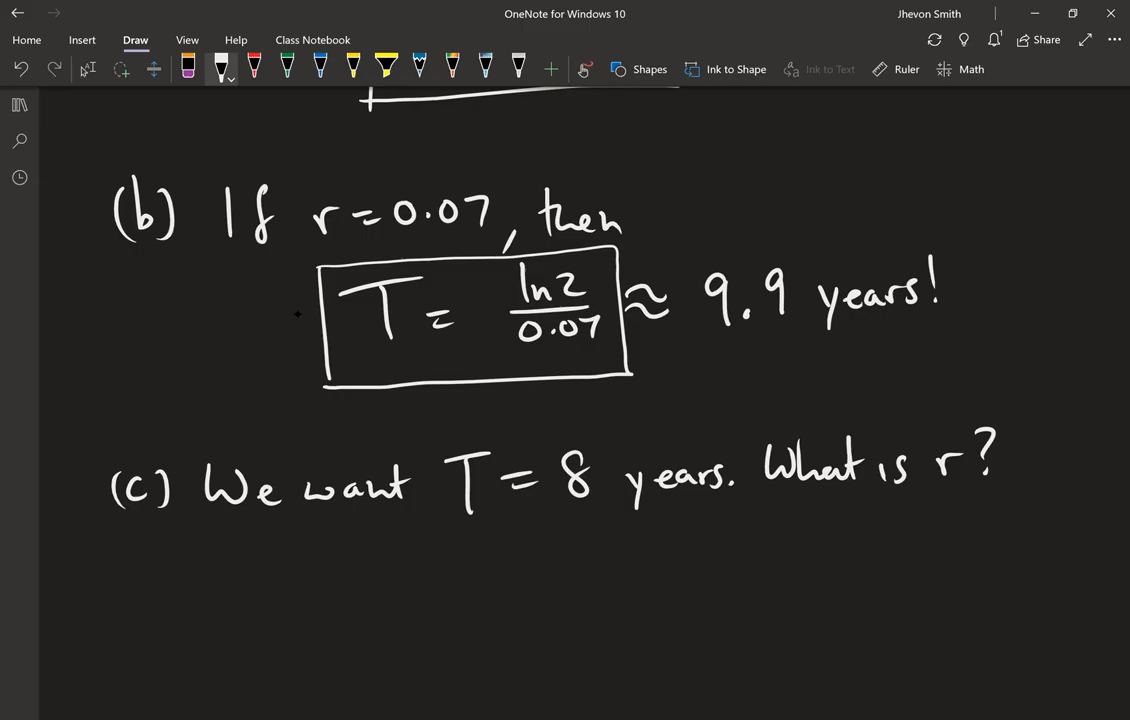 OneNote for Windows 10
Jhevon Smith
Home Insert Draw View Help Class Notebook
Share
Shapes Ink to Shape Ink to Text Ruler Math
(b) If r = 0.07, then
T = ln2/0.07 ≈ 9.9 years!
(c) We want T = 8 years. What is r?